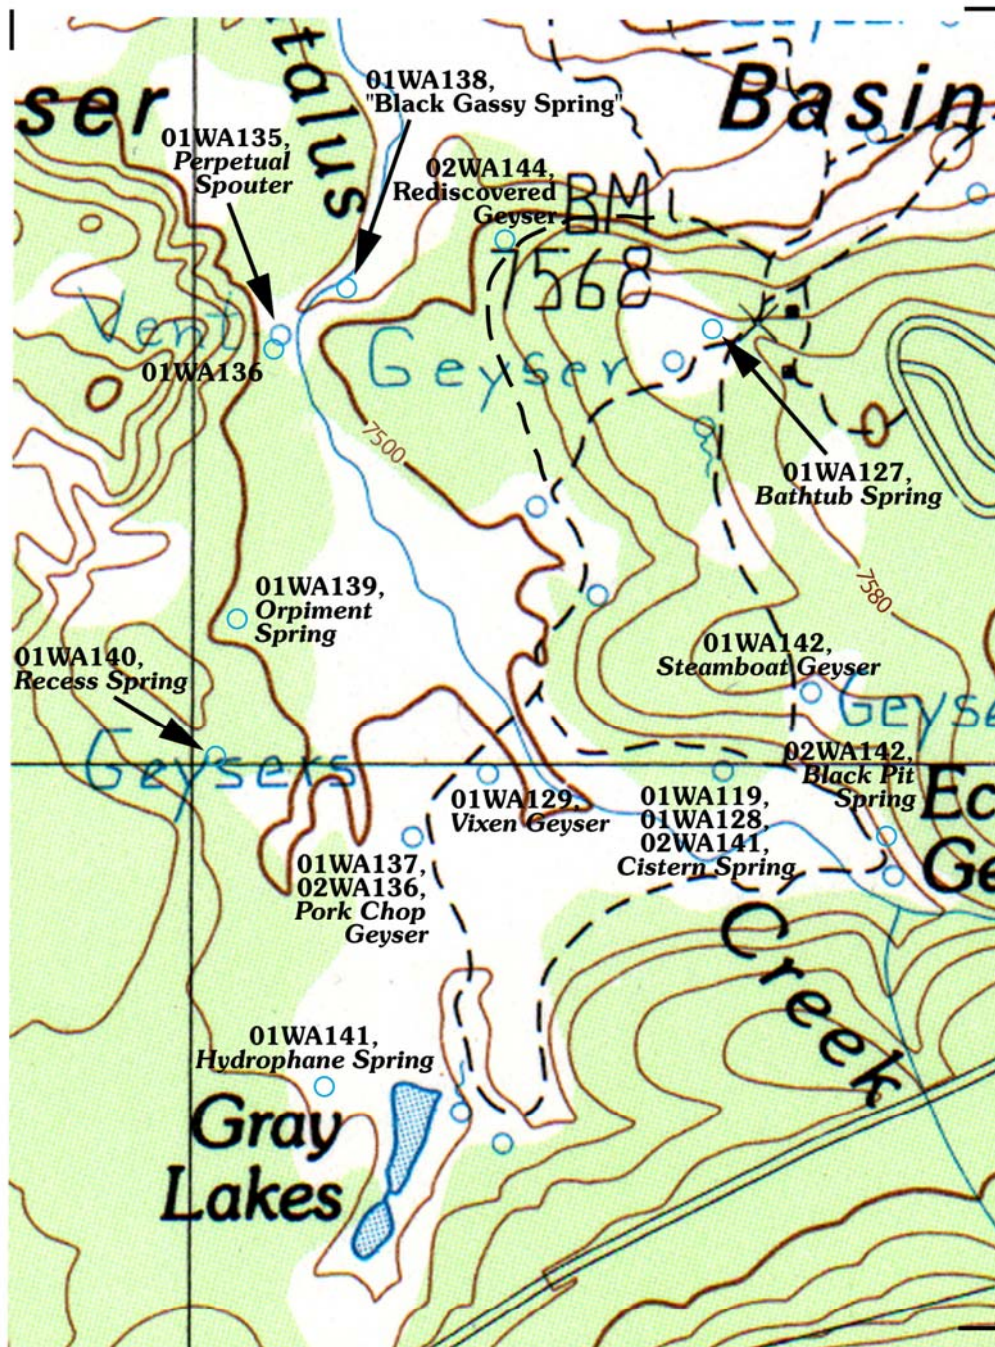 talus
ser
Basin
01WA138,
"Black Gassy Spring"
01WA135,
Perpetual
Spouter
02WA144,
Rediscovered
Geyser
BM
7568
Vent
Geyser
01WA136
7500
01WA127,
Bathtub Spring
7580
01WA139,
Orpiment
Spring
01WA140,
Recess Spring
01WA142,
Steamboat Geyser
Geyse
Geysers
02WA142,
Black Pit
Spring
Ec
Ge
01WA129,
Vixen Geyser
01WA119,
01WA128,
02WA141,
Cistern Spring
01WA137,
02WA136,
Pork Chop
Geyser
Creek
01WA141,
Hydrophane Spring
Gray
Lakes